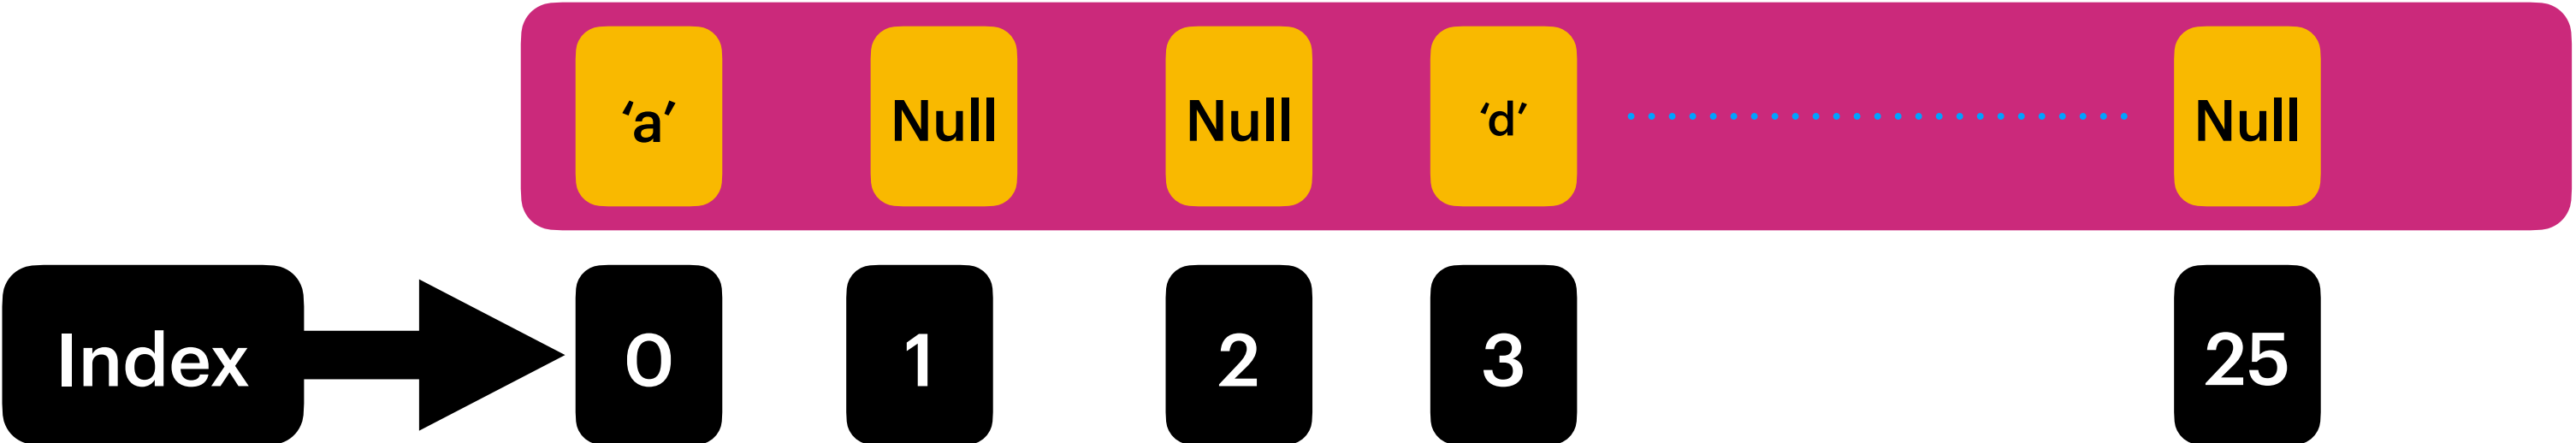 ‘a’ Null Null ‘d’ Null
Index 0 1 2 3 25